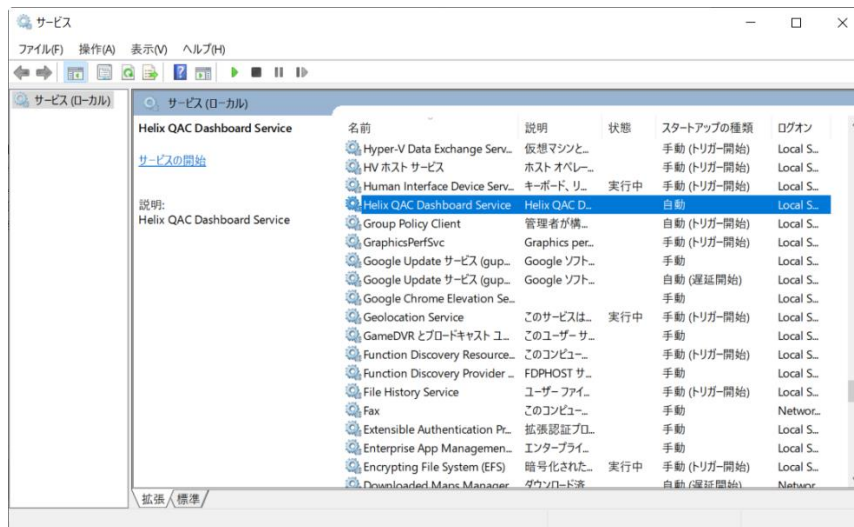 サービス
ファイル(F) 操作(A) 表示(V) ヘルプ(H)
サービス (ローカル)
サービス (ローカル)
Helix QAC Dashboard Service
サービスの開始
説明:
Helix QAC Dashboard Service
名前 説明 状態 スタートアップの種類 ログオン
Hyper-V Data Exchange Serv... 仮想マシンと... 手動 (トリガー開始) Local S...
HV ホスト サービス ホスト オペレー... 手動 (トリガー開始) Local S...
Human Interface Device Serv... キーボード、リ... 実行中 手動 (トリガー開始) Local S...
Helix QAC Dashboard Service Helix QAC D... 自動 Local S...
Group Policy Client 管理者が構... 自動 (トリガー開始) Local S...
GraphicsPerfSvc Graphics per... 手動 (トリガー開始) Local S...
Google Update サービス (gup... Google ソフト... 手動 Local S...
Google Update サービス (gup... Google ソフト... 自動 (遅延開始) Local S...
Google Chrome Elevation Se... 手動 Local S...
Geolocation Service このサービスは... 実行中 手動 (トリガー開始) Local S...
GameDVR とブロードキャスト ユ... このユーザー サ... 手動 Local S...
Function Discovery Resource... このコンピュー... 手動 (トリガー開始) Local S...
Function Discovery Provider ... FDPHOST サ... 手動 Local S...
File History Service ユーザー ファイ... 手動 (トリガー開始) Local S...
Fax このコンピュー... 手動 Networ...
Extensible Authentication Pr... 拡張認証プロ... 手動 Local S...
Enterprise App Managemen... エンタープライ... 手動 Local S...
Encrypting File System (EFS) 暗号化された... 実行中 手動 (トリガー開始) Local S...
Downloaded Maps Manager ダウンロード済 自動 (遅延開始) Networ
拡張 標準